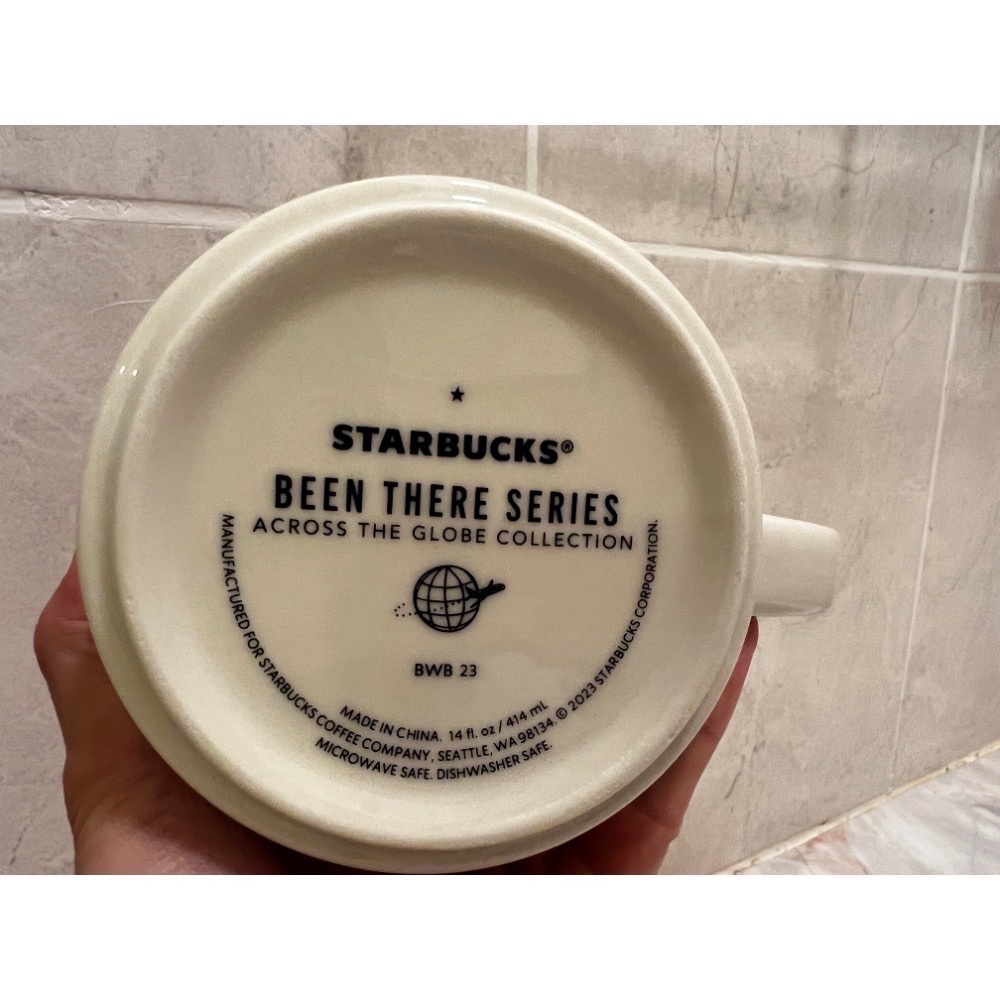 STARBUCKS®
BEEN THERE SERIES
ACROSS THE GLOBE COLLECTION
BWB 23
MADE IN CHINA. 14 fl. oz / 414 mL
MANUFACTURED FOR STARBUCKS COFFEE COMPANY, SEATTLE, WA 98134. © 2023 STARBUCKS CORPORATION.
MICROWAVE SAFE. DISHWASHER SAFE.